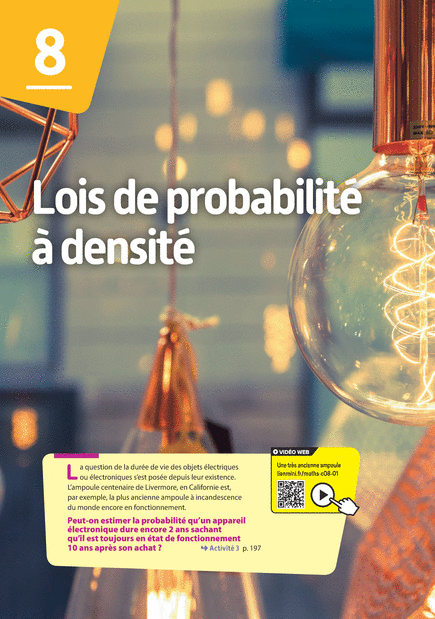 8
Lois de probabilité
à densité
La question de la durée de vie des objets électriques
ou électroniques s'est posée depuis leur existence.
L'ampoule centenaire de Livermore, en Californie est,
par exemple, la plus ancienne ampoule à incandescence
du monde encore en fonctionnement.
Peut-on estimer la probabilité qu'un appareil
électronique dure encore 2 ans sachant
qu'il est toujours en état de fonctionnement
10 ans après son achat ? Activité 3 p. 197
VIDÉO WEB
Une très ancienne ampoule
lienmini.fr/maths-c08-01